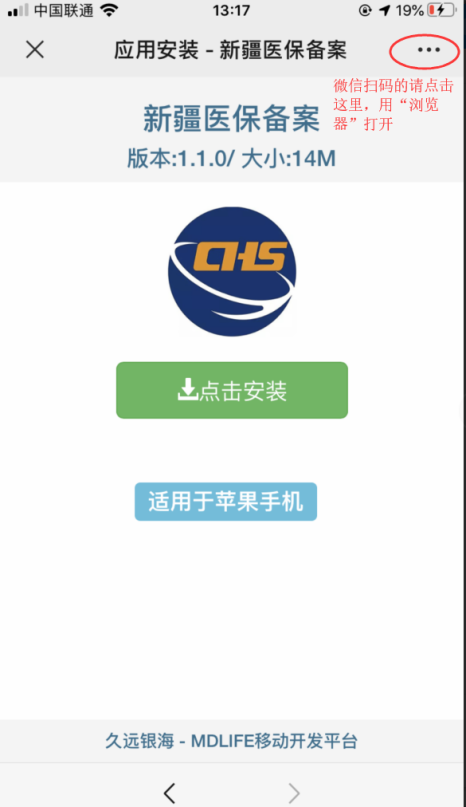 中国联通 13:17 19%
应用安装 - 新疆医保备案
微信扫码的请点击
这里，用“浏览
器”打开
新疆医保备案
版本:1.1.0/ 大小:14M
CHS
点击安装
适用于苹果手机
久远银海 - MDLIFE移动开发平台